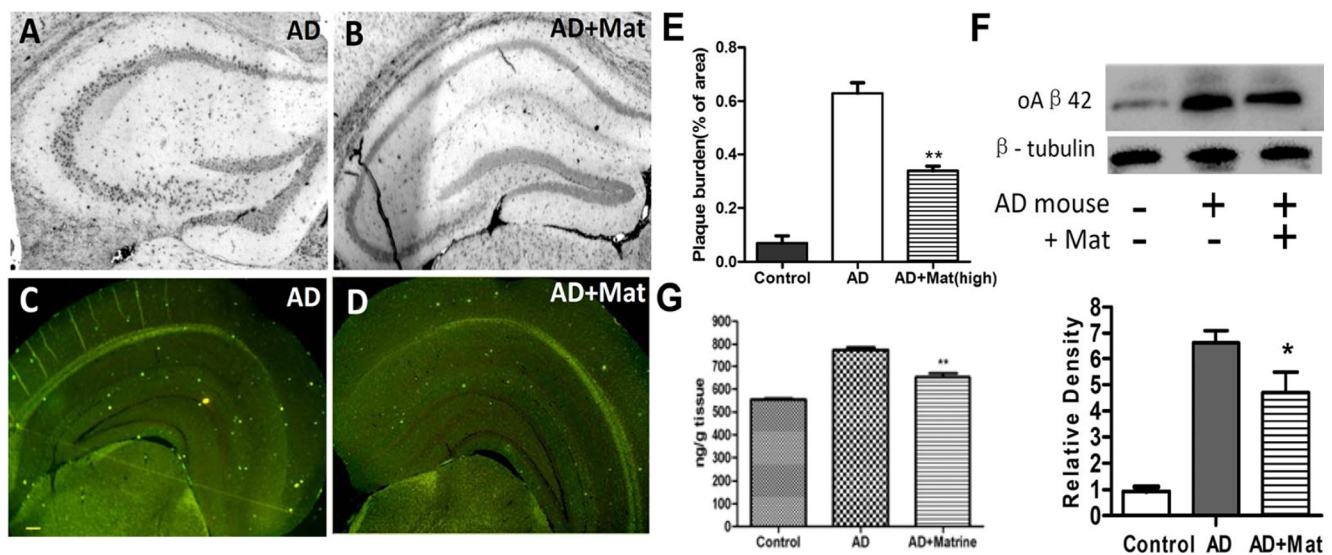 A
AD
B
AD+Mat
C
AD
D
AD+Mat
E
Plaque burden(% of area)
0.8
0.6
0.4
0.2
0.0
**
Control
AD
AD+Mat(high)
F
oA β 42
β - tubulin
AD mouse - + +
+ Mat - - +
Relative Density
8
7
6
5
4
3
2
1
0
*
Control
AD
AD+Mat
G
ng/g tissue
900
800
700
600
500
400
300
200
100
0
**
Control
AD
AD+Matrine